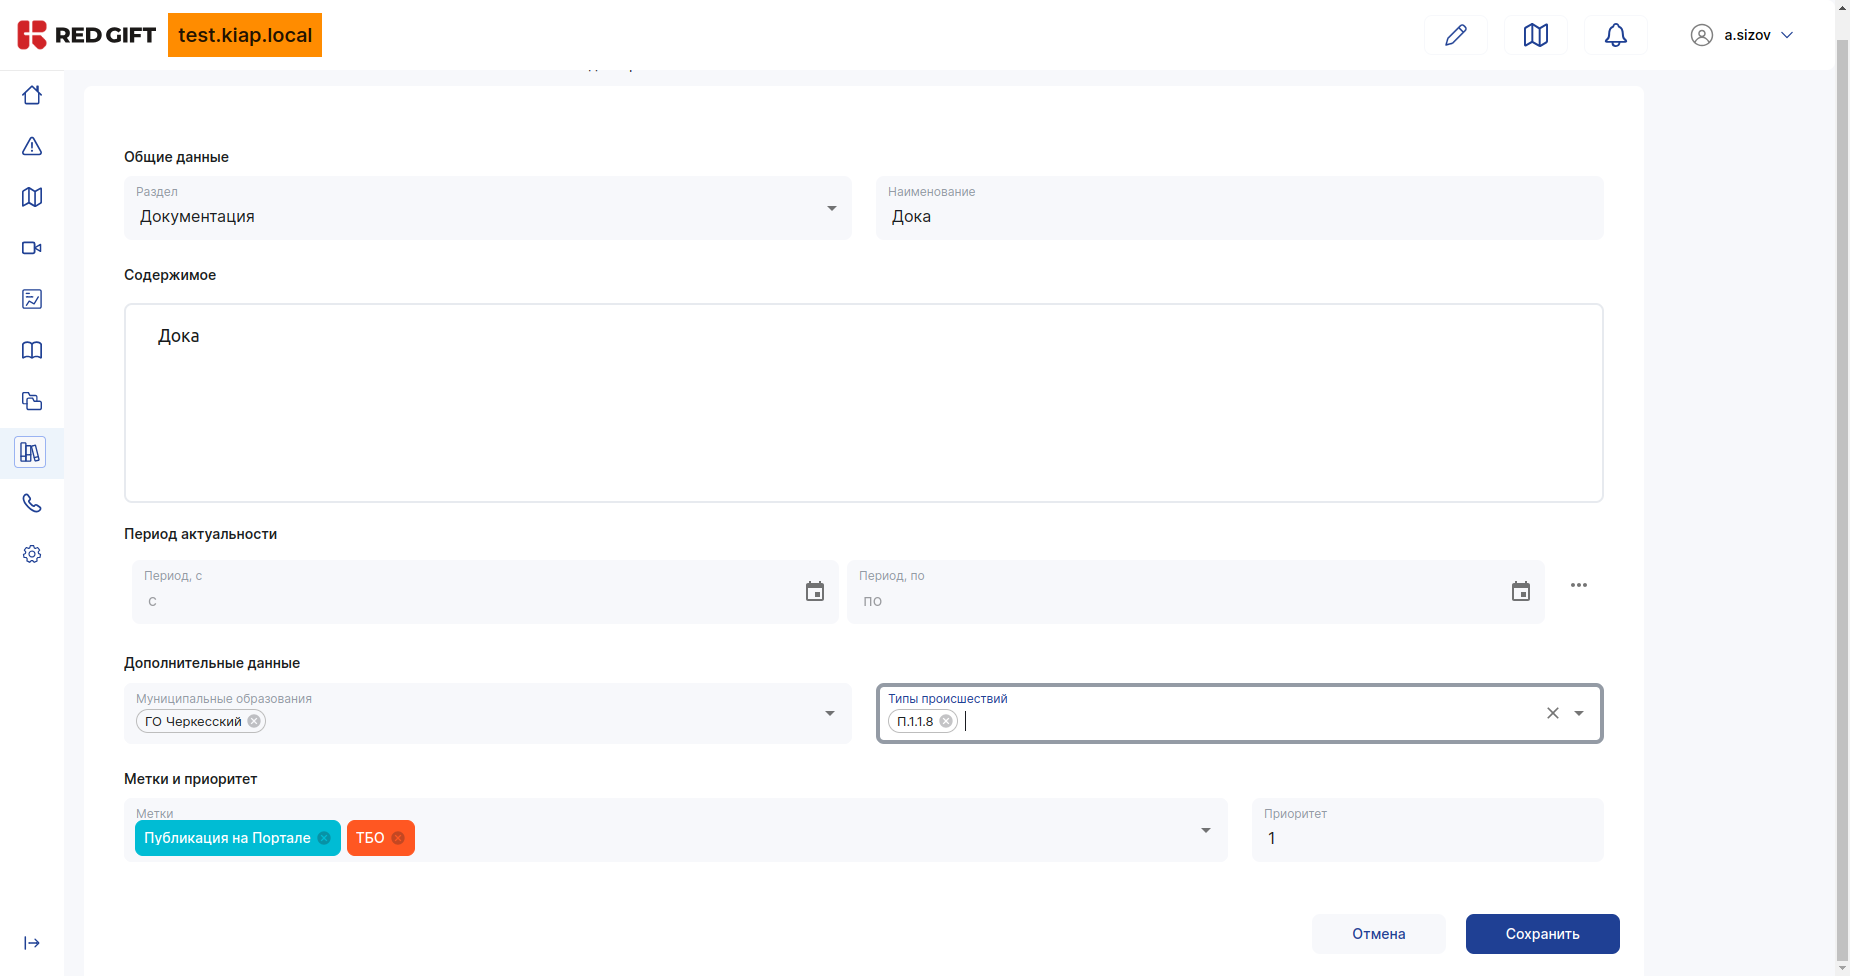 RED GIFT
test.kiap.local
a.sizov
Общие данные
Раздел
Документация
Наименование
Дока
Содержимое
Дока
Период актуальности
Период, с
с
Период, по
по
Дополнительные данные
Муниципальные образования
ГО Черкесский
Типы происшествий
П.1.1.8
Метки и приоритет
Метки
Публикация на Портале
ТБО
Приоритет
1
Отмена
Сохранить